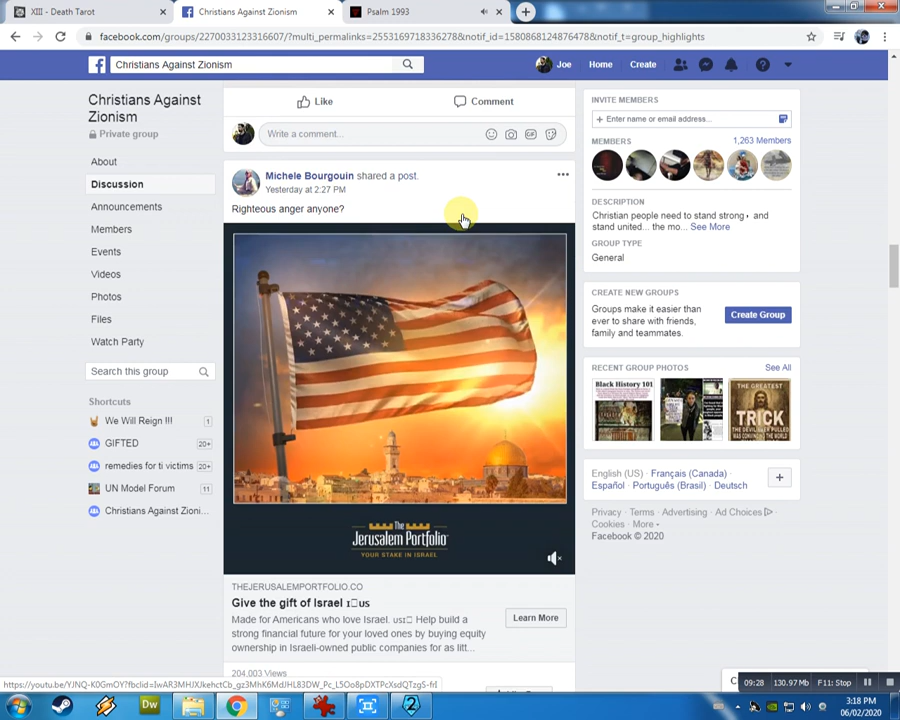 XIII - Death Tarot
Christians Against Zionism
Psalm 1993
facebook.com/groups/2270033123316607/?multi_permalinks=2553169718336278&notif_id=1580868124876478&notif_t=group_highlights
Christians Against Zionism
Joe
Home
Create
Christians Against
Zionism
Private group
About
Discussion
Announcements
Members
Events
Videos
Photos
Files
Watch Party
Search this group
Shortcuts
We Will Reign !!! 1
GIFTED 20+
remedies for ti victims 20+
UN Model Forum 11
Christians Against Zioni...
Like
Comment
Write a comment...
GIF
Michele Bourgouin shared a post.
Yesterday at 2:27 PM
Righteous anger anyone?
The
Jerusalem Portfolio
YOUR STAKE IN ISRAEL
THEJERUSALEMPORTFOLIO.CO
Give the gift of Israel
Made for Americans who love Israel. Help build a
strong financial future for your loved ones by buying equity
ownership in Israeli-owned public companies for as litt...
Learn More
204,003 Views
INVITE MEMBERS
+ Enter name or email address...
MEMBERS
1,263 Members
DESCRIPTION
Christian people need to stand strong and
stand united... the mo... See More
GROUP TYPE
General
CREATE NEW GROUPS
Groups make it easier than
ever to share with friends,
family and teammates.
Create Group
RECENT GROUP PHOTOS
See All
Black History 101
THE GREATEST
TRICK
THE DEVIL EVER PULLED
WAS CONVINCING THE WORLD
English (US) · Français (Canada) ·
Español · Português (Brasil) · Deutsch
Privacy · Terms · Advertising · Ad Choices ·
Cookies · More
Facebook © 2020
09:28
130.97 Mb
F11: Stop
Dw
2
3:18 PM
06/02/2020